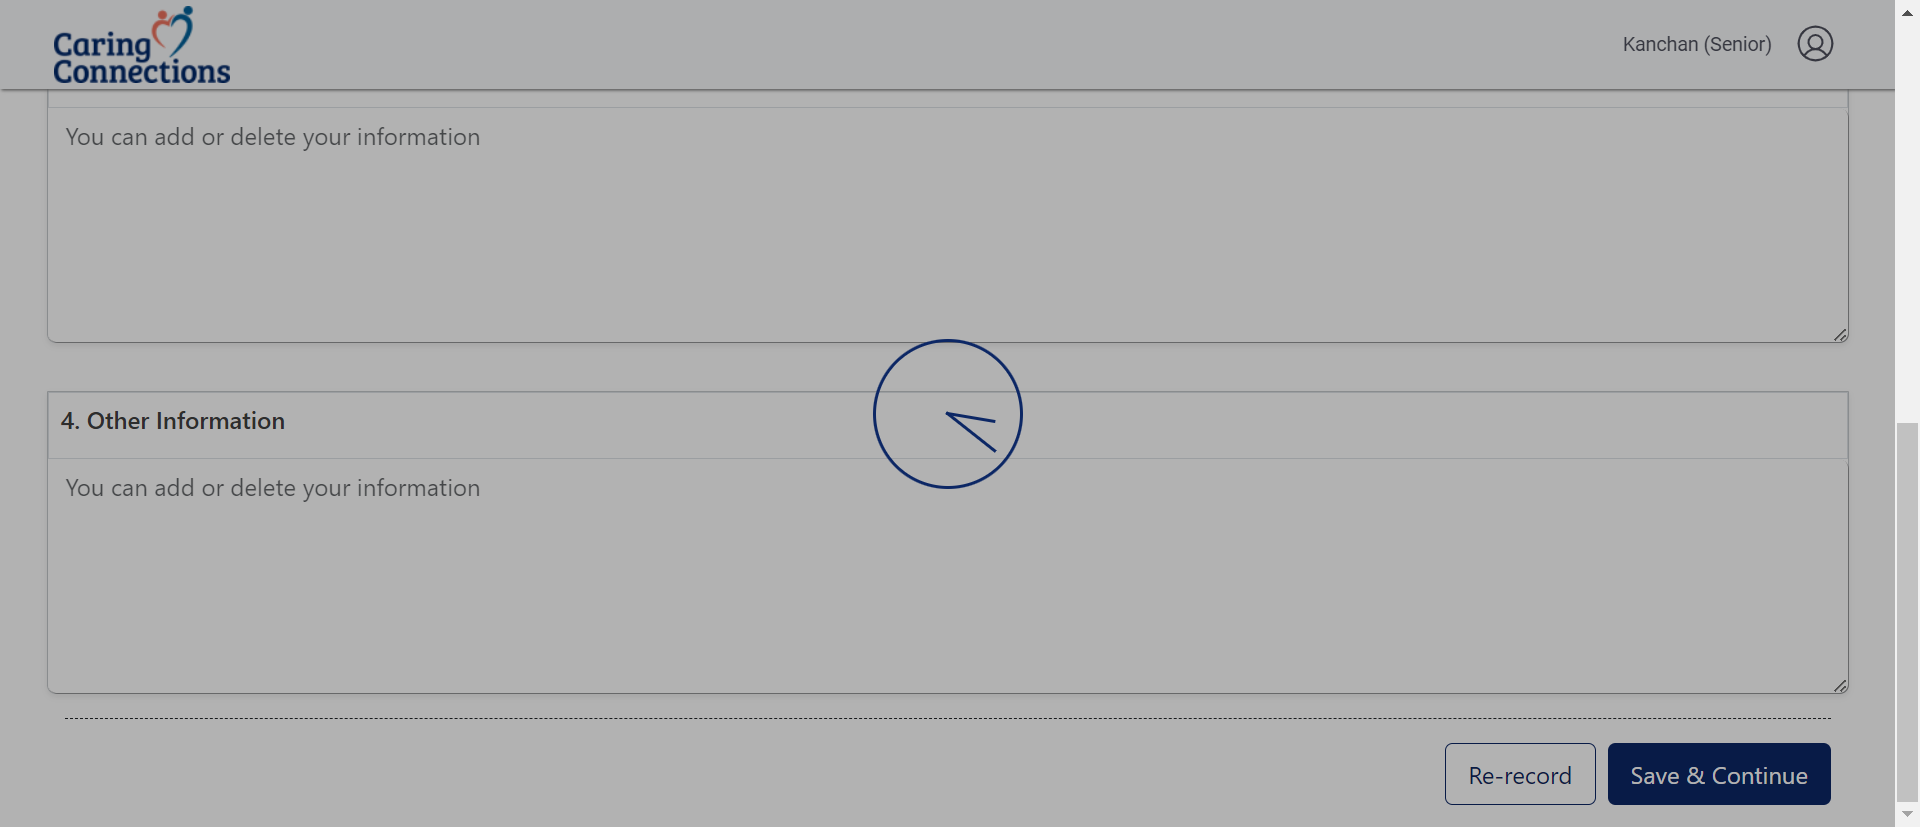 Caring
Connections
Kanchan (Senior)
You can add or delete your information
4. Other Information
You can add or delete your information
Re-record
Save & Continue